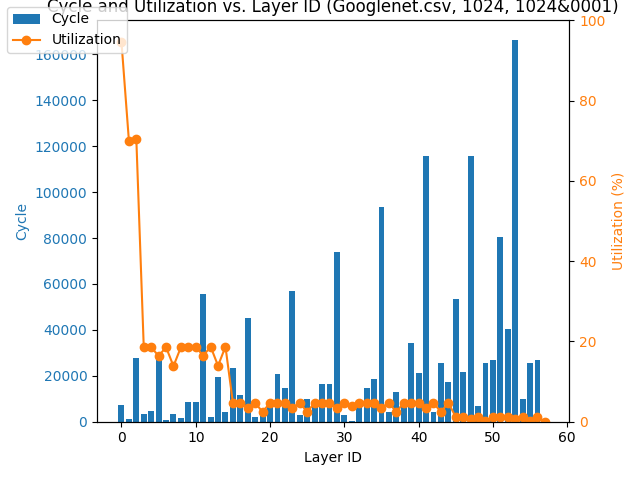 Cycle and Utilization vs. Layer ID (Googlenet.csv, 1024, 1024&0001)
Cycle
Utilization
160000
140000
120000
100000
80000
60000
40000
20000
0
Cycle
100
80
60
40
20
0
Utilization (%)
0 10 20 30 40 50 60
Layer ID